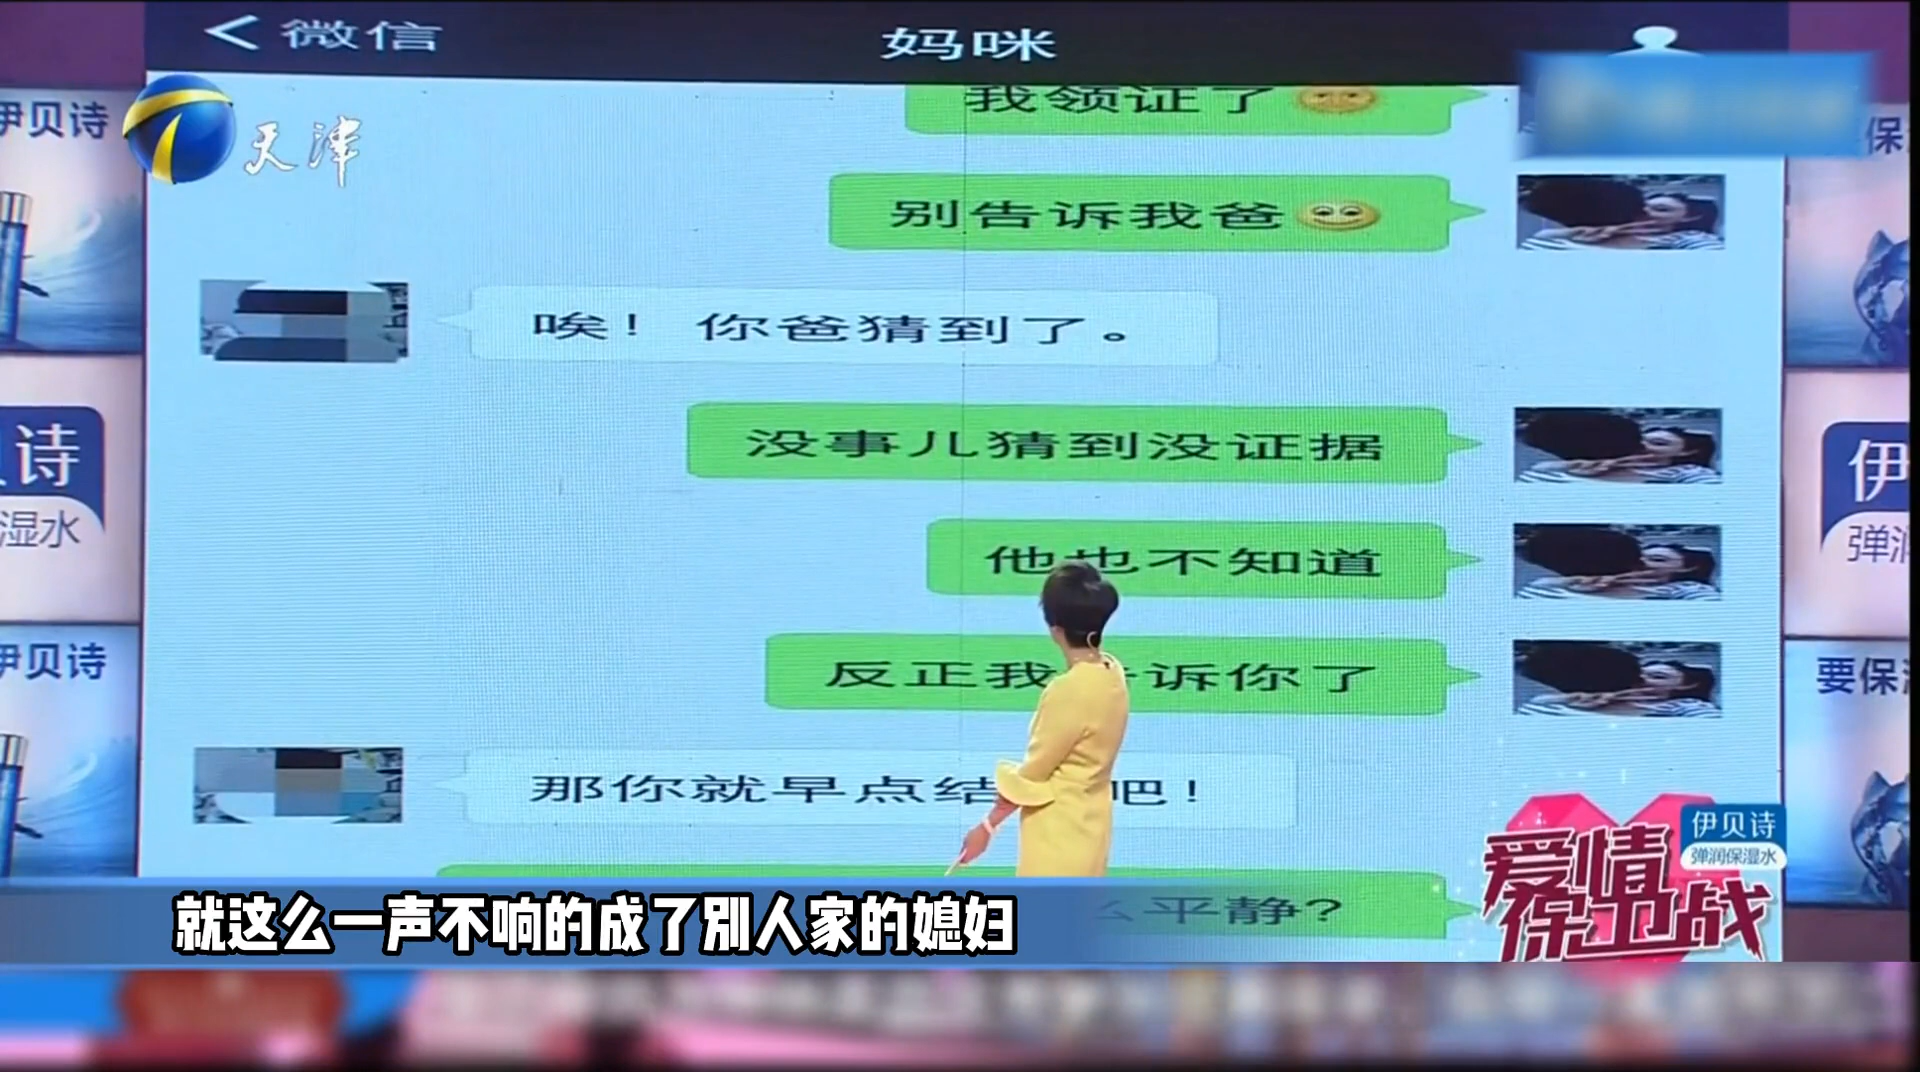 微信
妈咪
我领证了
别告诉我爸
唉！你爸猜到了。
没事儿猜到没证据
他也不知道
反正我 诉你了
那你就早点结 吧！
平静？
天津
伊贝诗
保
贝诗
湿水
伊
弹润
伊贝诗
要保
伊贝诗
弹润保湿水
爱情保卫战
就这么一声不响的成了别人家的媳妇